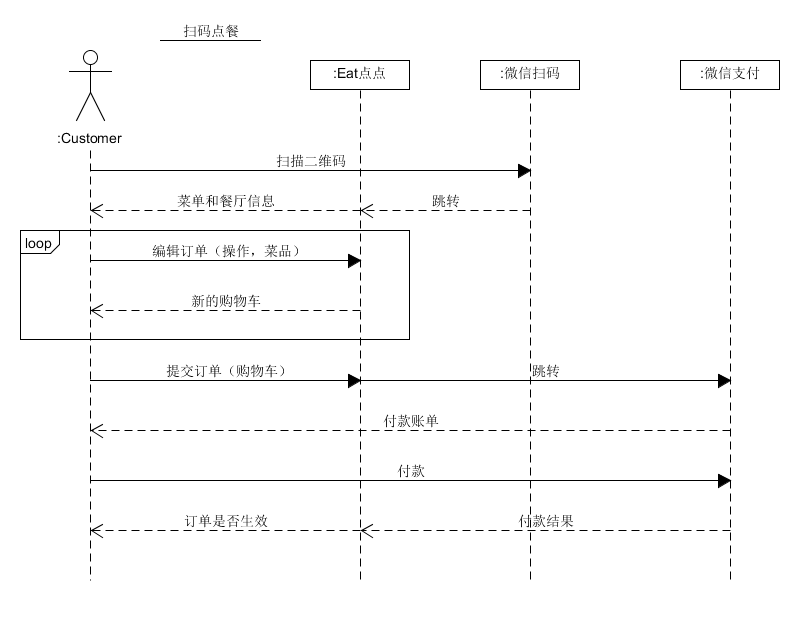 扫码点餐
:Customer
:Eat点点
:微信扫码
:微信支付
扫描二维码
菜单和餐厅信息
跳转
loop
编辑订单（操作，菜品）
新的购物车
提交订单（购物车）
跳转
付款账单
付款
订单是否生效
付款结果